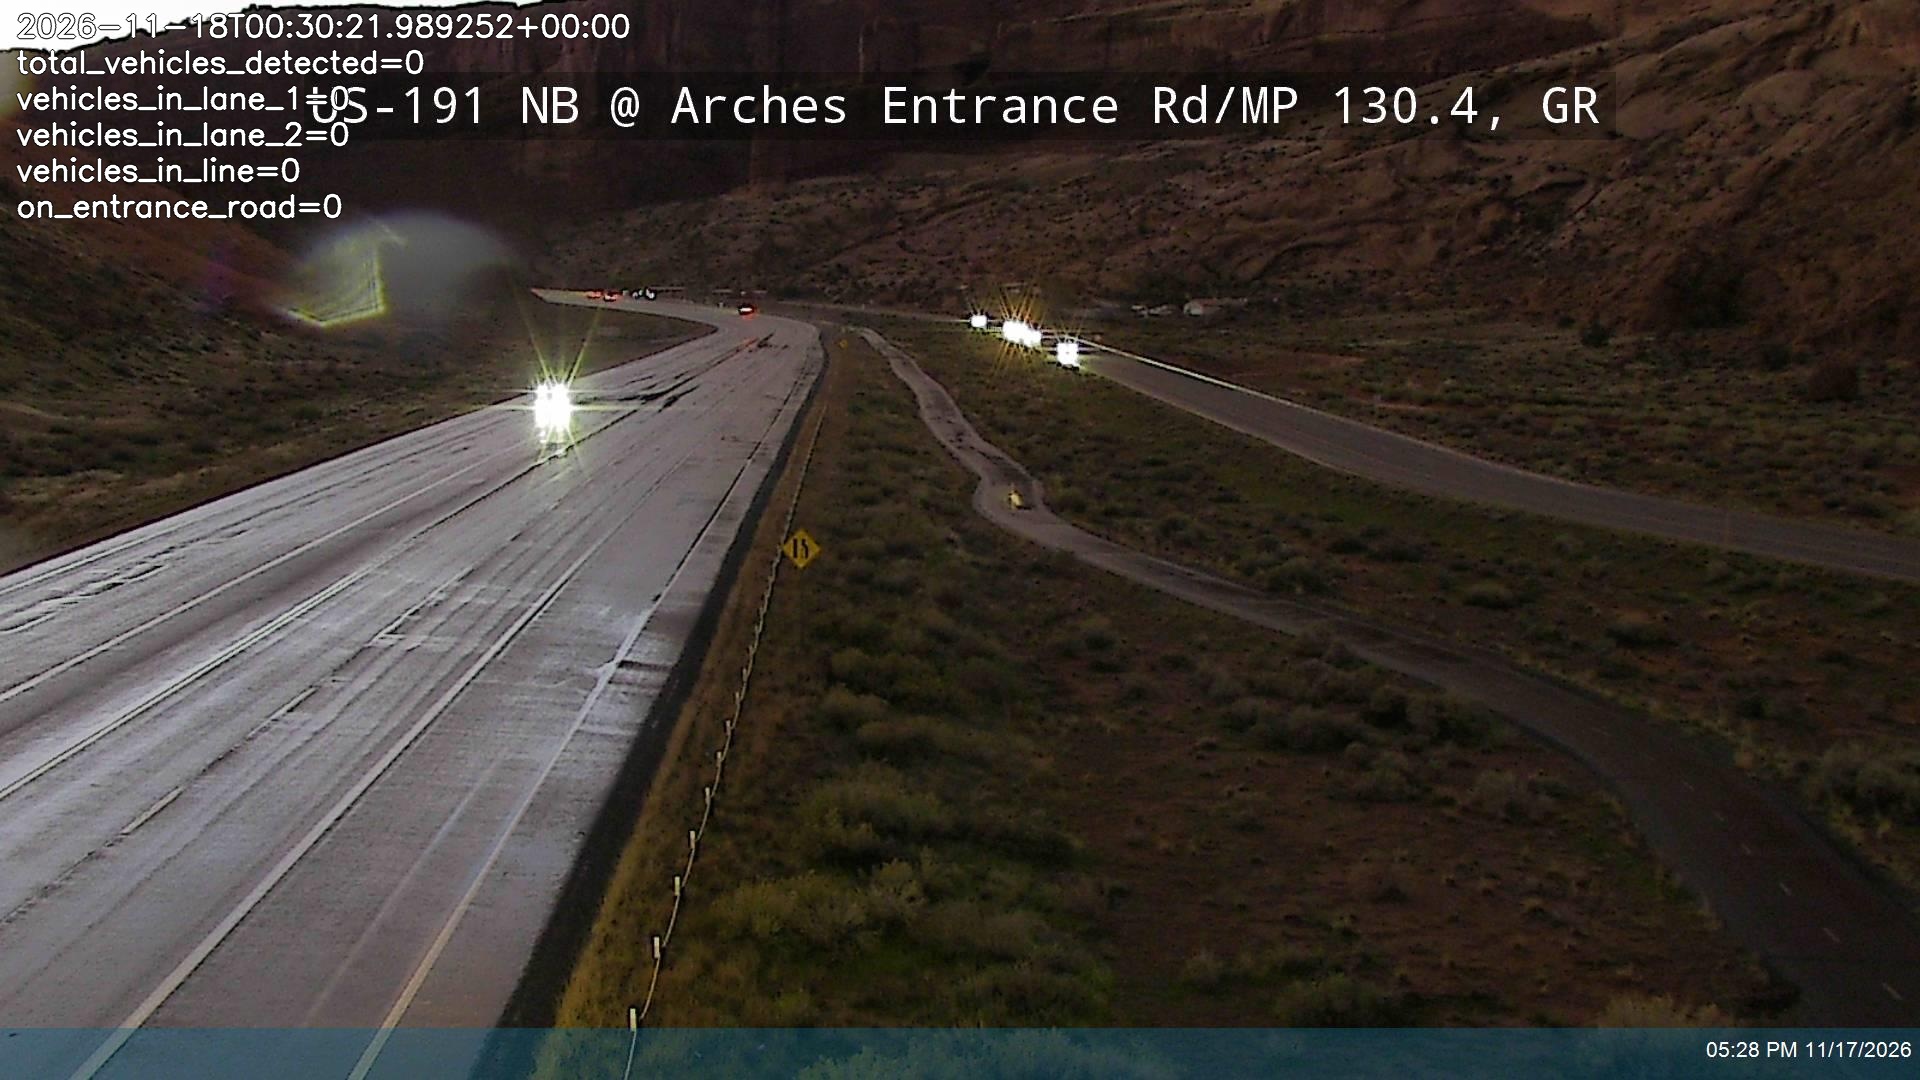 2026-11-18T00:30:21.989252+00:00
total_vehicles_detected=0
vehicles_in_lane_1=0
US-191 NB @ Arches Entrance Rd/MP 130.4, GR
vehicles_in_lane_2=0
vehicles_in_line=0
on_entrance_road=0
15
05:28 PM 11/17/2026